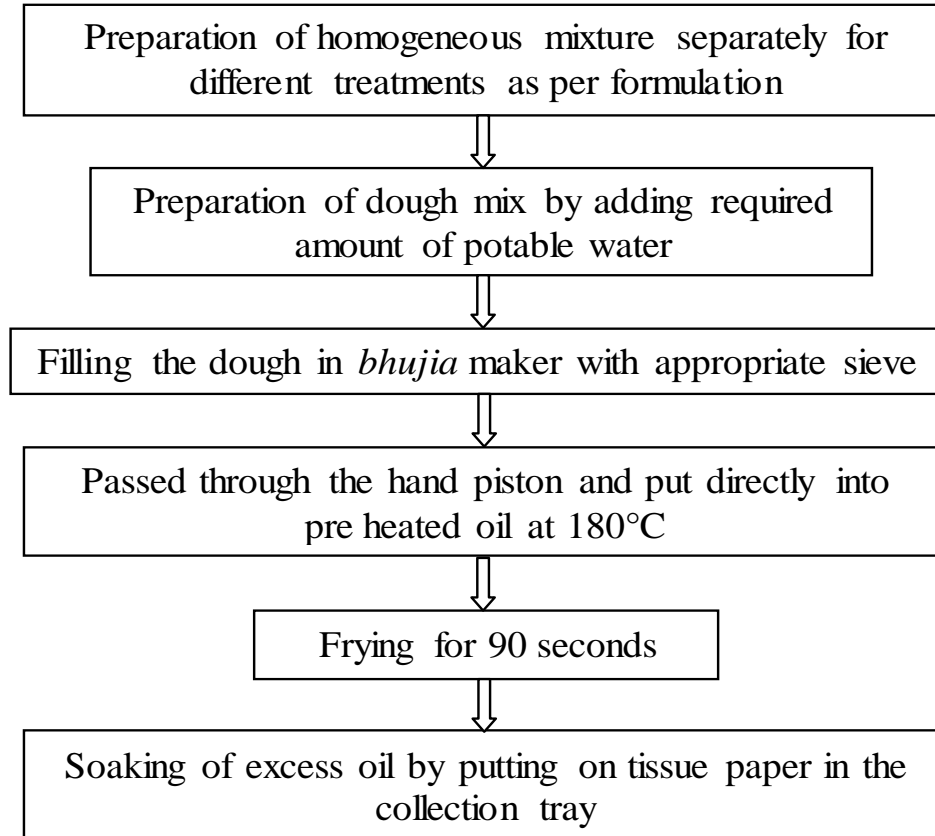 Preparation of homogeneous mixture separately for
different treatments as per formulation
Preparation of dough mix by adding required
amount of potable water
Filling the dough in bhujia maker with appropriate sieve
Passed through the hand piston and put directly into
pre heated oil at 180°C
Frying for 90 seconds
Soaking of excess oil by putting on tissue paper in the
collection tray